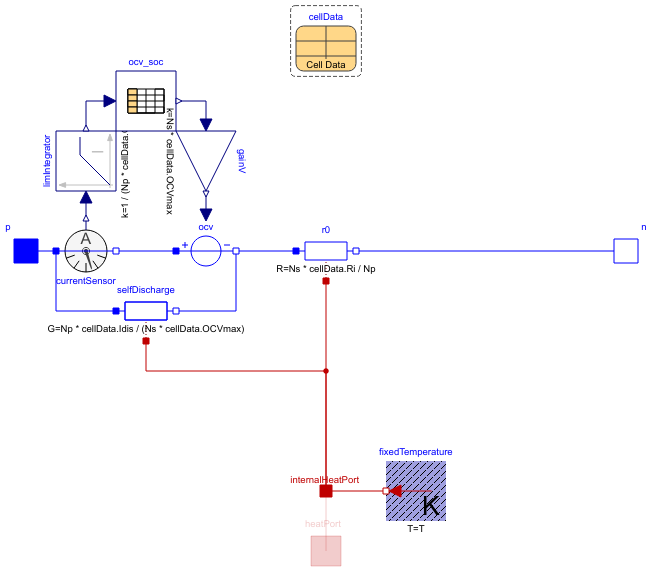 cellData
Cell Data
ocv_soc
limIntegrator
k=1 / (Np * cellData.
k=Ns * cellData.OCVmax
gainV
p
A
currentSensor
ocv
+
−
r0
R=Ns * cellData.Ri / Np
n
selfDischarge
G=Np * cellData.Idis / (Ns * cellData.OCVmax)
fixedTemperature
internalHeatPort
K
T=T
heatPort